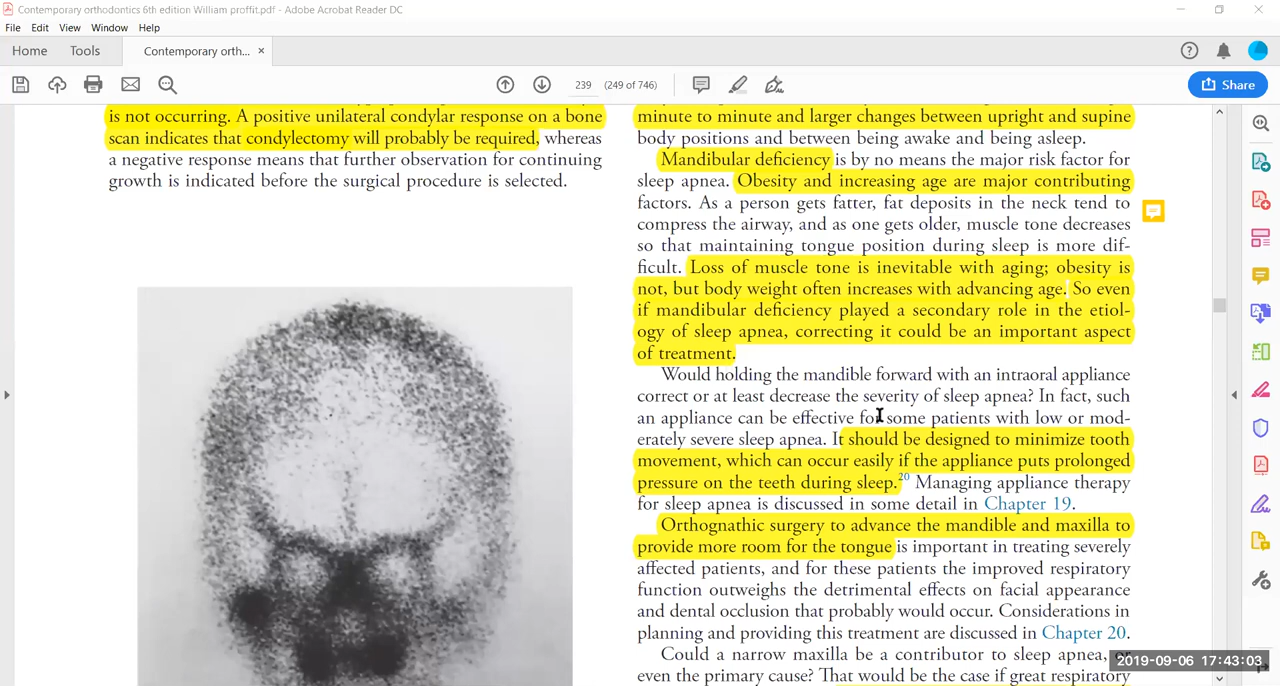 Contemporary orthodontics 6th edition William proffit.pdf - Adobe Acrobat Reader DC
File Edit View Window Help
Home Tools Contemporary orth... ×
239 (249 of 746)
Share
is not occurring. A positive unilateral condylar response on a bone
scan indicates that condylectomy will probably be required, whereas
a negative response means that further observation for continuing
growth is indicated before the surgical procedure is selected.
minute to minute and larger changes between upright and supine
body positions and between being awake and being asleep.
Mandibular deficiency is by no means the major risk factor for
sleep apnea. Obesity and increasing age are major contributing
factors. As a person gets fatter, fat deposits in the neck tend to
compress the airway, and as one gets older, muscle tone decreases
so that maintaining tongue position during sleep is more dif-
ficult. Loss of muscle tone is inevitable with aging; obesity is
not, but body weight often increases with advancing age. So even
if mandibular deficiency played a secondary role in the etiol-
ogy of sleep apnea, correcting it could be an important aspect
of treatment.
Would holding the mandible forward with an intraoral appliance
correct or at least decrease the severity of sleep apnea? In fact, such
an appliance can be effective for some patients with low or mod-
erately severe sleep apnea. It should be designed to minimize tooth
movement, which can occur easily if the appliance puts prolonged
pressure on the teeth during sleep.20 Managing appliance therapy
for sleep apnea is discussed in some detail in Chapter 19.
Orthognathic surgery to advance the mandible and maxilla to
provide more room for the tongue is important in treating severely
affected patients, and for these patients the improved respiratory
function outweighs the detrimental effects on facial appearance
and dental occlusion that probably would occur. Considerations in
planning and providing this treatment are discussed in Chapter 20.
Could a narrow maxilla be a contributor to sleep apnea, or
even the primary cause? That would be the case if great respiratory
2019-09-06 17:43:03